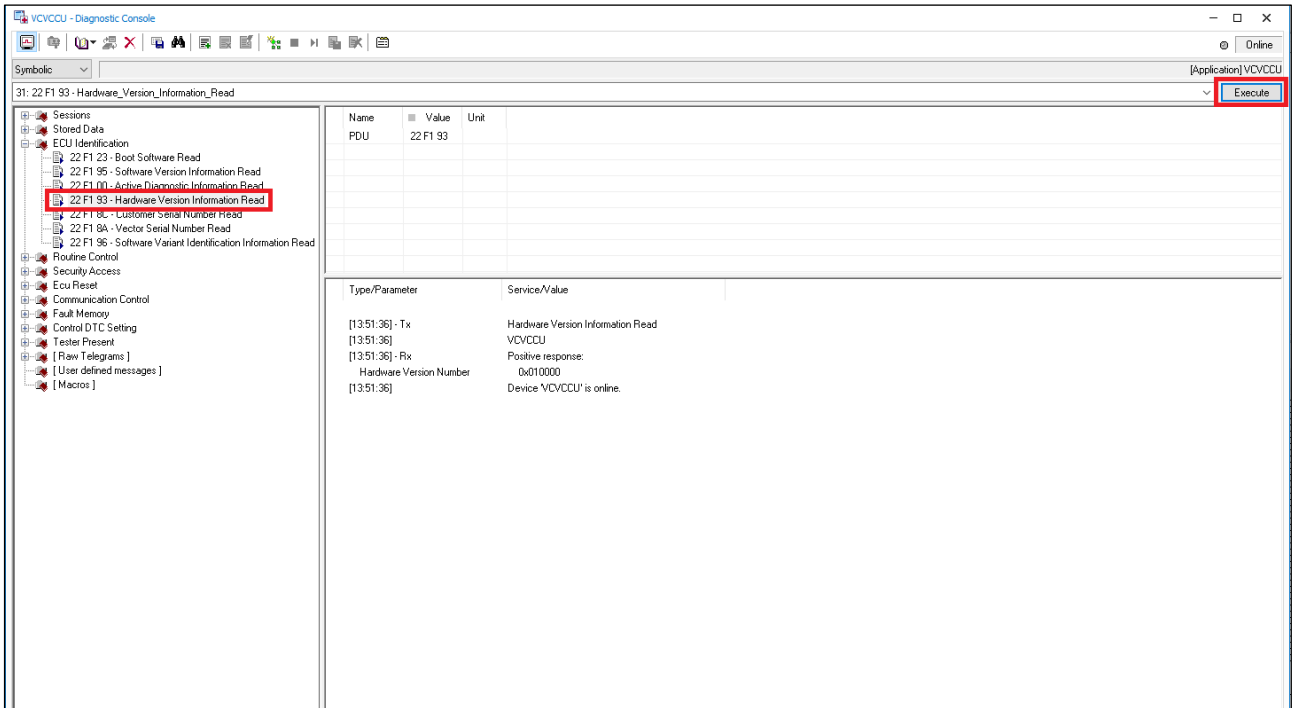 VCVCCU - Diagnostic Console
Online
Symbolic
[Application] VCVCCU
31: 22 F1 93 - Hardware_Version_Information_Read
Execute
Sessions
Stored Data
ECU Identification
22 F1 23 - Boot Software Read
22 F1 95 - Software Version Information Read
22 F1 00 - Active Diagnostic Information Read
22 F1 93 - Hardware Version Information Read
22 F1 8C - Customer Serial Number Read
22 F1 8A - Vector Serial Number Read
22 F1 96 - Software Variant Identification Information Read
Routine Control
Security Access
Ecu Reset
Communication Control
Fault Memory
Control DTC Setting
Tester Present
[ Raw Telegrams ]
[ User defined messages ]
[ Macros ]
Name Value Unit
PDU 22 F1 93
Type/Parameter Service/Value
[13:51:36] - Tx Hardware Version Information Read
[13:51:36] VCVCCU
[13:51:36] - Rx Positive response:
Hardware Version Number 0x010000
[13:51:36] Device 'VCVCCU' is online.